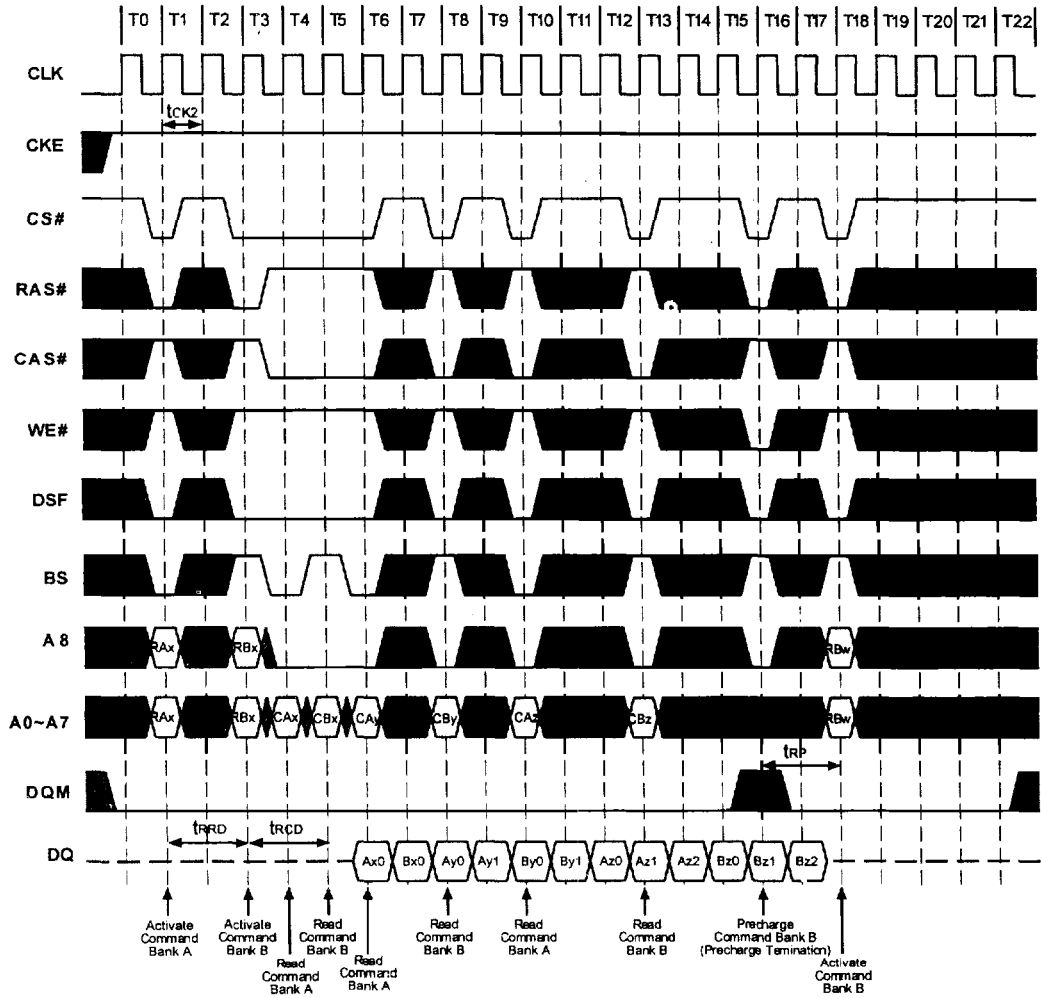 T0 T1 T2 T3 T4 T5 T6 T7 T8 T9 T10 T11 T12 T13 T14 T15 T16 T17 T18 T19 T20 T21 T22
CLK
tCK2
CKE
CS#
RAS#
CAS#
WE#
DSF
BS
A8
RAx RBx RBw
A0~A7
RAx RBx CAx CBx CAy CBy CAz CBz RBw
tRP
DQM
tRRD tRCD
DQ
Ax0 Bx0 Ay0 Ay1 By0 By1 Az0 Az1 Az2 Bz0 Bz1 Bz2
Activate
Command
Bank A
Activate
Command
Bank B
Read
Command
Bank A
Read
Command
Bank B
Read
Command
Bank A
Read
Command
Bank B
Read
Command
Bank A
Read
Command
Bank B
Precharge
Command Bank B
(Precharge Temination)
Activate
Command
Bank B